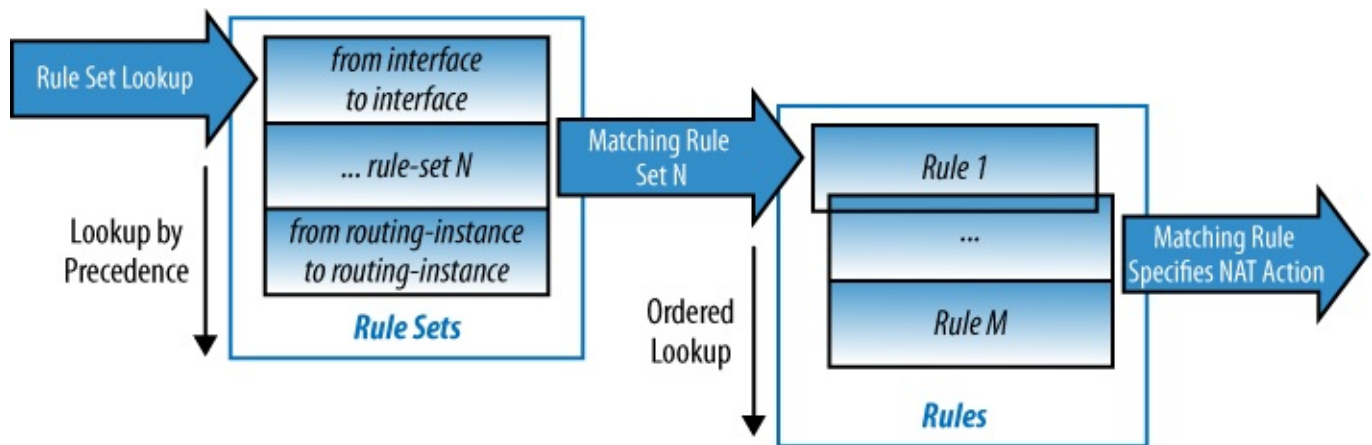 Rule Set Lookup
from interface
to interface
... rule-set N
from routing-instance
to routing-instance
Rule Sets
Lookup by
Precedence
Matching Rule
Set N
Rule 1
...
Rule M
Rules
Ordered
Lookup
Matching Rule
Specifies NAT Action